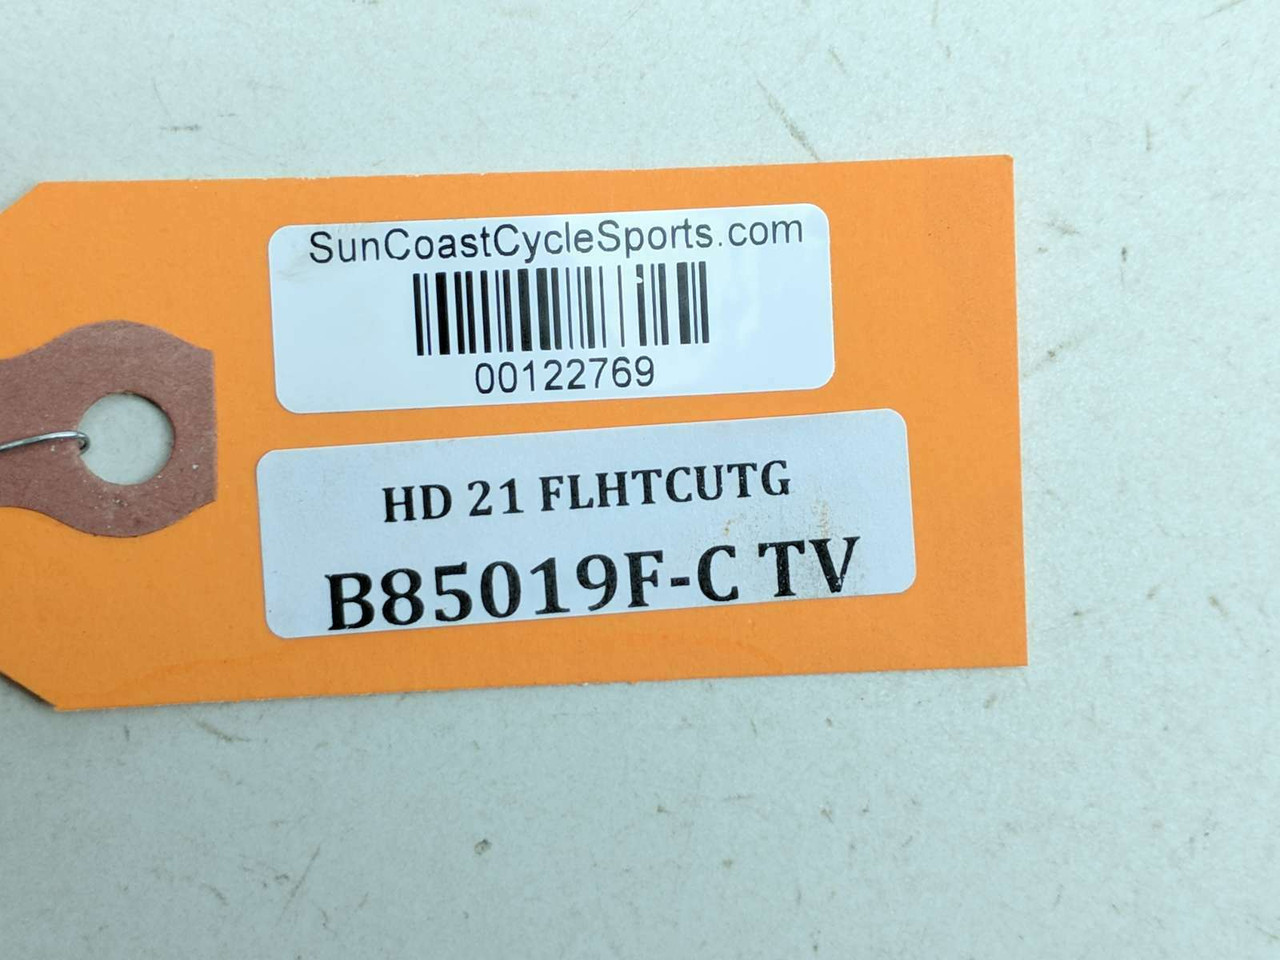 SunCoastCycleSports.com
00122769
HD 21 FLHTCUTG
B85019F-C TV